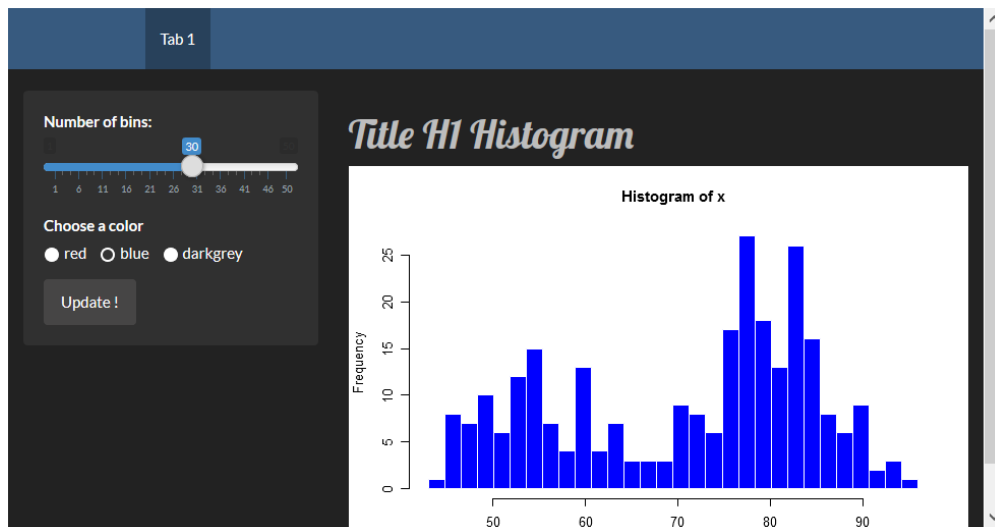 Tab 1
Number of bins:
30
1 6 11 16 21 26 31 36 41 46 50
Choose a color
red blue darkgrey
Update !
Title H1 Histogram
Histogram of x
Frequency
25
20
15
10
5
0
50 60 70 80 90